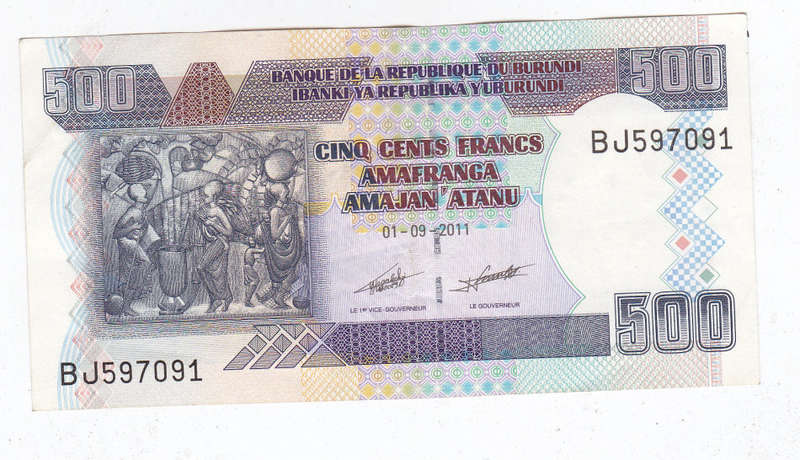 500
BANQUE DE LA REPUBLIQUE DU BURUNDI
IBANKI YA REPUBLIKA Y'UBURUNDI
500
BJ597091
CINQ CENTS FRANCS
AMAFRANGA
AMAJAN ATANU
01-09-2011
LE 1ER VICE-GOUVERNEUR
LE GOUVERNEUR
500
BJ597091